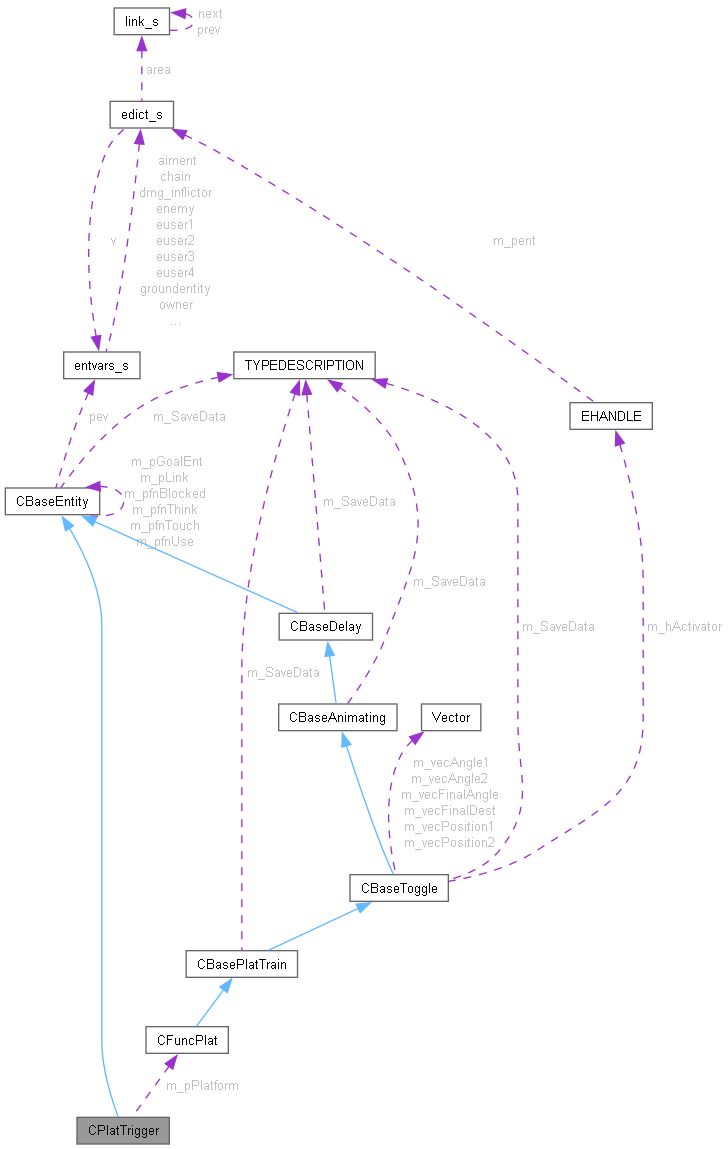 link_s
next
prev
area
edict_s
aiment
chain
dmg_inflictor
enemy
euser1
v
euser2
m_pent
euser3
euser4
groundentity
owner
...
entvars_s
TYPEDESCRIPTION
pev
m_SaveData
EHANDLE
m_pGoalEnt
m_pLink
CBaseEntity
m_pfnBlocked
m_SaveData
m_pfnThink
m_pfnTouch
m_pfnUse
m_SaveData
CBaseDelay
m_SaveData
m_hActivator
m_SaveData
CBaseAnimating
Vector
m_vecAngle1
m_vecAngle2
m_vecFinalAngle
m_vecFinalDest
m_vecPosition1
m_vecPosition2
CBaseToggle
CBasePlatTrain
CFuncPlat
m_pPlatform
CPlatTrigger